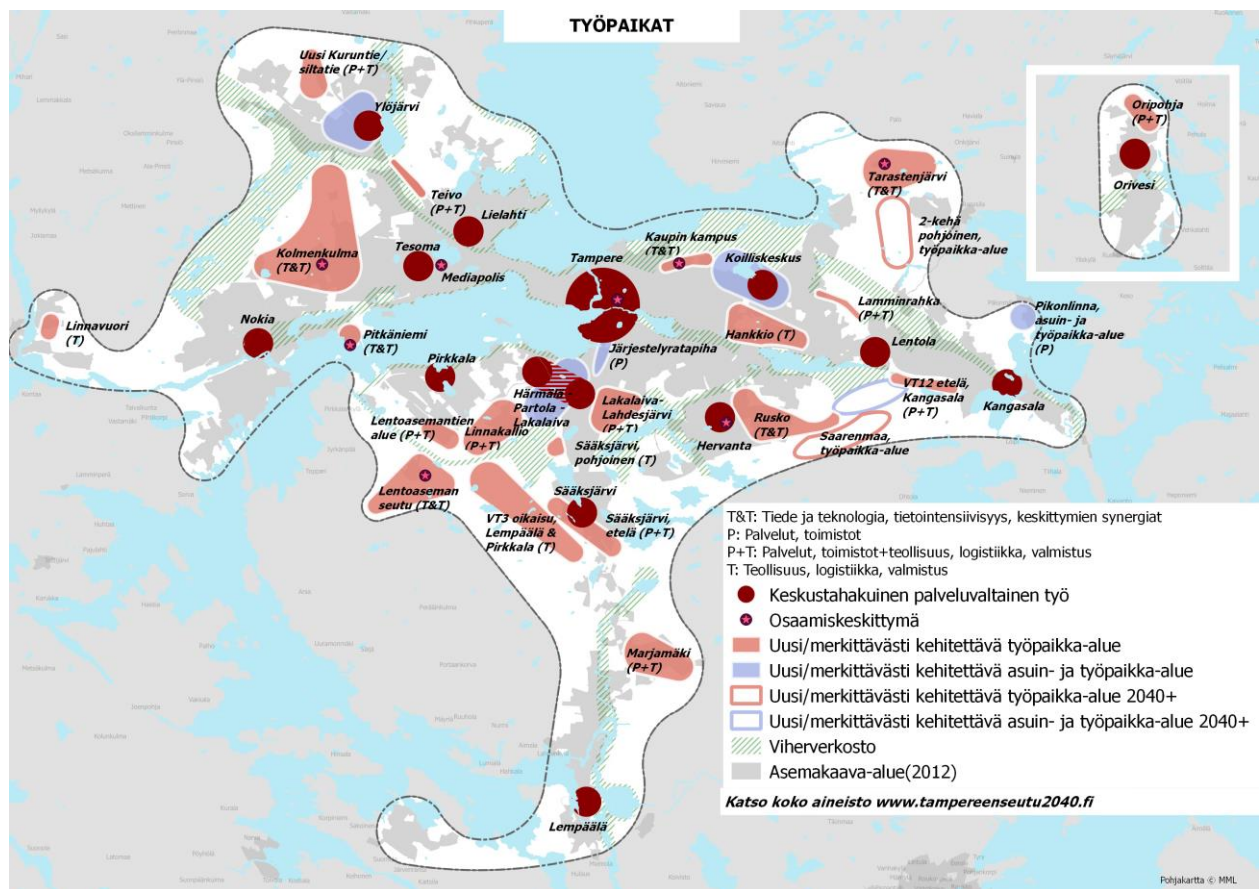 TYÖPAIKAT
Uusi Kuruntie/
siltatie (P+T)
Ylöjärvi
Teivo
(P+T)
Lielahti
Kolmenkulma
(T&T)
Tesoma
Mediapolis
Tampere
Kaupin kampus
(T&T)
Koilliskeskus
Tarastenjärvi
(T&T)
2-kehä
pohjoinen,
työpaikka-alue
Oripohja
(P+T)
Orivesi
Linnavuori
(T)
Nokia
Pitkäniemi
(T&T)
Pirkkala
Järjestelyratapiha
(P)
Hankkio (T)
Lamminrahka
(P+T)
Lentola
Pikonlinna,
asuin- ja
työpaikka-alue
(P)
Härmälä
Partola -
Lakalaiva
Lakalaiva-
Lahdesjärvi
(P+T)
VT12 etelä,
Kangasala
(P+T)
Kangasala
Lentoasemantien
alue (P+T)
Linnakallio
(P+T)
Sääksjärvi,
pohjoinen (T)
Hervanta
Rusko
(T&T)
Saarenmaa,
työpaikka-alue
Lentoaseman
seutu (T&T)
VT3 oikaisu,
Lempäälä &
Pirkkala (T)
Sääksjärvi
Sääksjärvi,
etelä (P+T)
Marjamäki
(P+T)
Lempäälä
T&T: Tiede ja teknologia, tietointensiivisyys, keskittymien synergiat
P: Palvelut, toimistot
P+T: Palvelut, toimistot+teollisuus, logistiikka, valmistus
T: Teollisuus, logistiikka, valmistus
Keskustahakuinen palveluvaltainen työ
Osaamiskeskittymä
Uusi/merkittävästi kehitettävä työpaikka-alue
Uusi/merkittävästi kehitettävä asuin- ja työpaikka-alue
Uusi/merkittävästi kehitettävä työpaikka-alue 2040+
Uusi/merkittävästi kehitettävä asuin- ja työpaikka-alue 2040+
Viherverkosto
Asemakaava-alue(2012)
Katso koko aineisto www.tampereenseutu2040.fi
Pohjakartta © MML